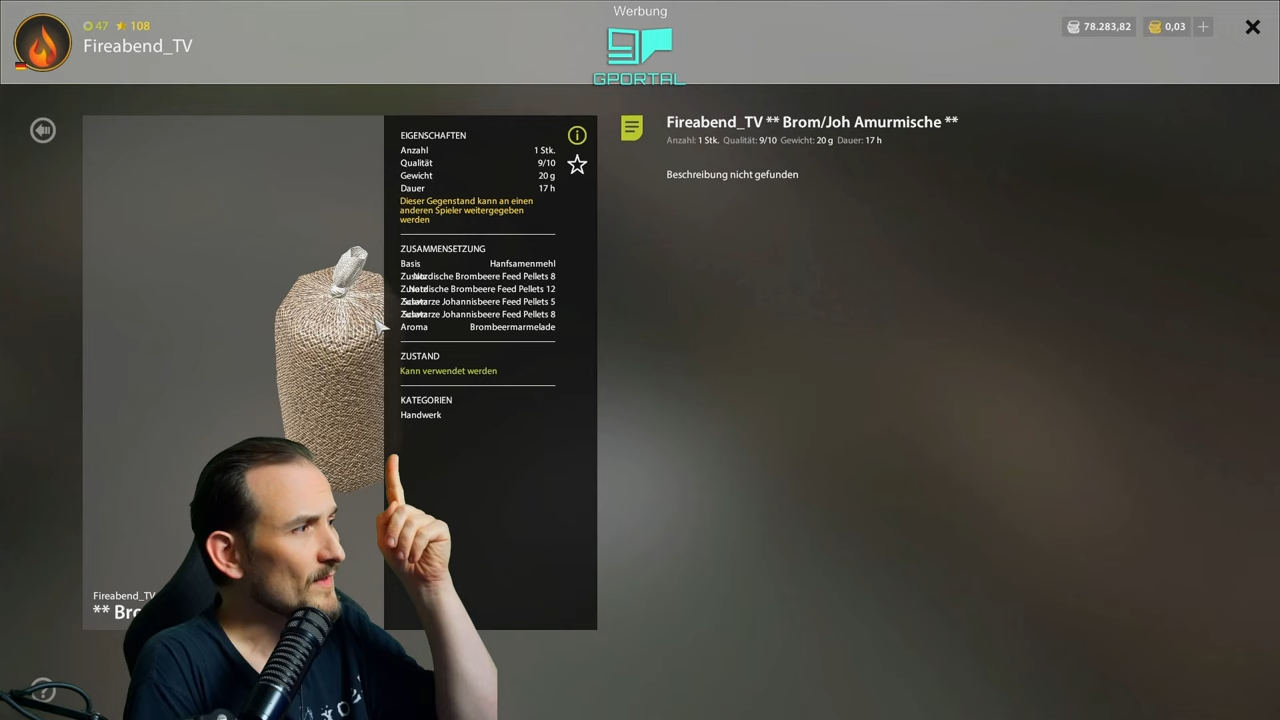 Werbung
GPORTAL
47 108
Fireabend_TV
78.283,82
0,03
EIGENSCHAFTEN
Anzahl 1 Stk.
Qualität 9/10
Gewicht 20 g
Dauer 17 h
Dieser Gegenstand kann an einen
anderen Spieler weitergegeben
werden
ZUSAMMENSETZUNG
Basis Hanfsamenmehl
Zusatz Nordische Brombeere Feed Pellets 8
Zusatz Nordische Brombeere Feed Pellets 12
Zusatz Schwarze Johannisbeere Feed Pellets 5
Zusatz Schwarze Johannisbeere Feed Pellets 8
Aroma Brombeermarmelade
ZUSTAND
Kann verwendet werden
KATEGORIEN
Handwerk
Fireabend_TV
** Bro
Fireabend_TV ** Brom/Joh Amurmische **
Anzahl: 1 Stk. Qualität: 9/10 Gewicht: 20 g Dauer: 17 h
Beschreibung nicht gefunden